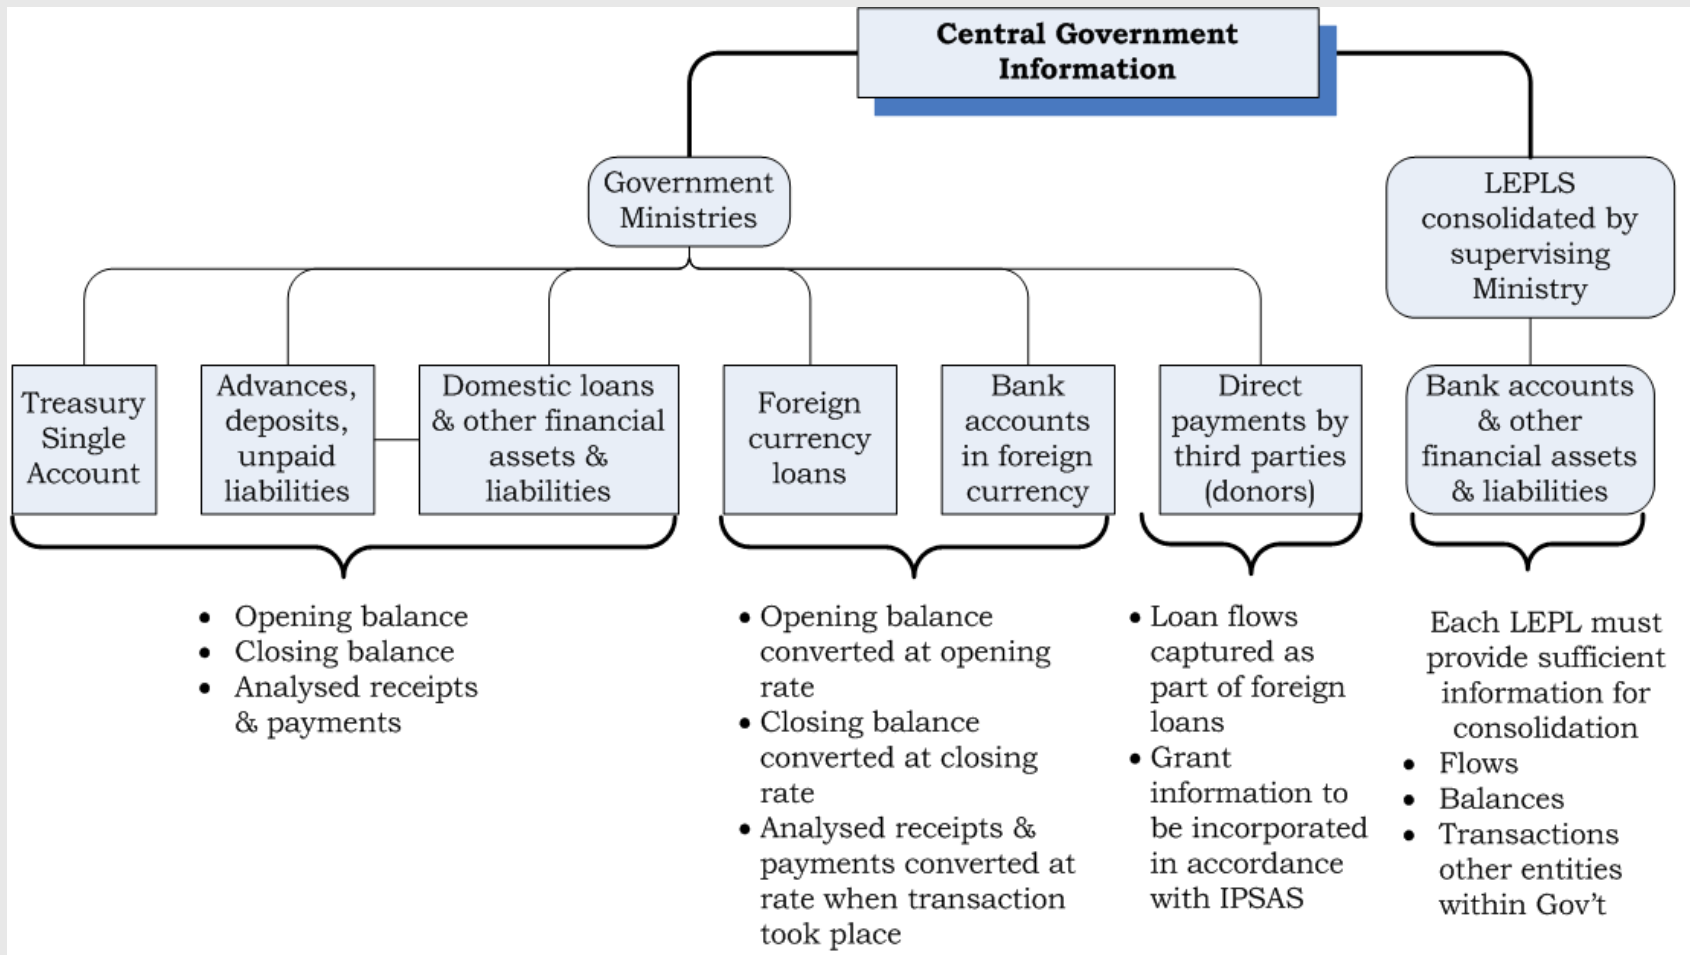 Central Government
Information
Government
Ministries
LEPLS
consolidated by
supervising
Ministry
Treasury
Single
Account
Advances,
deposits,
unpaid
liabilities
Domestic loans
& other financial
assets &
liabilities
Foreign
currency
loans
Bank
accounts
in foreign
currency
Direct
payments by
third parties
(donors)
Bank accounts
& other
financial assets
& liabilities
• Opening balance
• Closing balance
• Analysed receipts
& payments
• Opening balance
converted at opening
rate
• Closing balance
converted at closing
rate
• Analysed receipts &
payments converted at
rate when transaction
took place
• Loan flows
captured as
part of foreign
loans
• Grant
information to
be incorporated
in accordance
with IPSAS
Each LEPL must
provide sufficient
information for
consolidation
• Flows
• Balances
• Transactions
other entities
within Gov’t